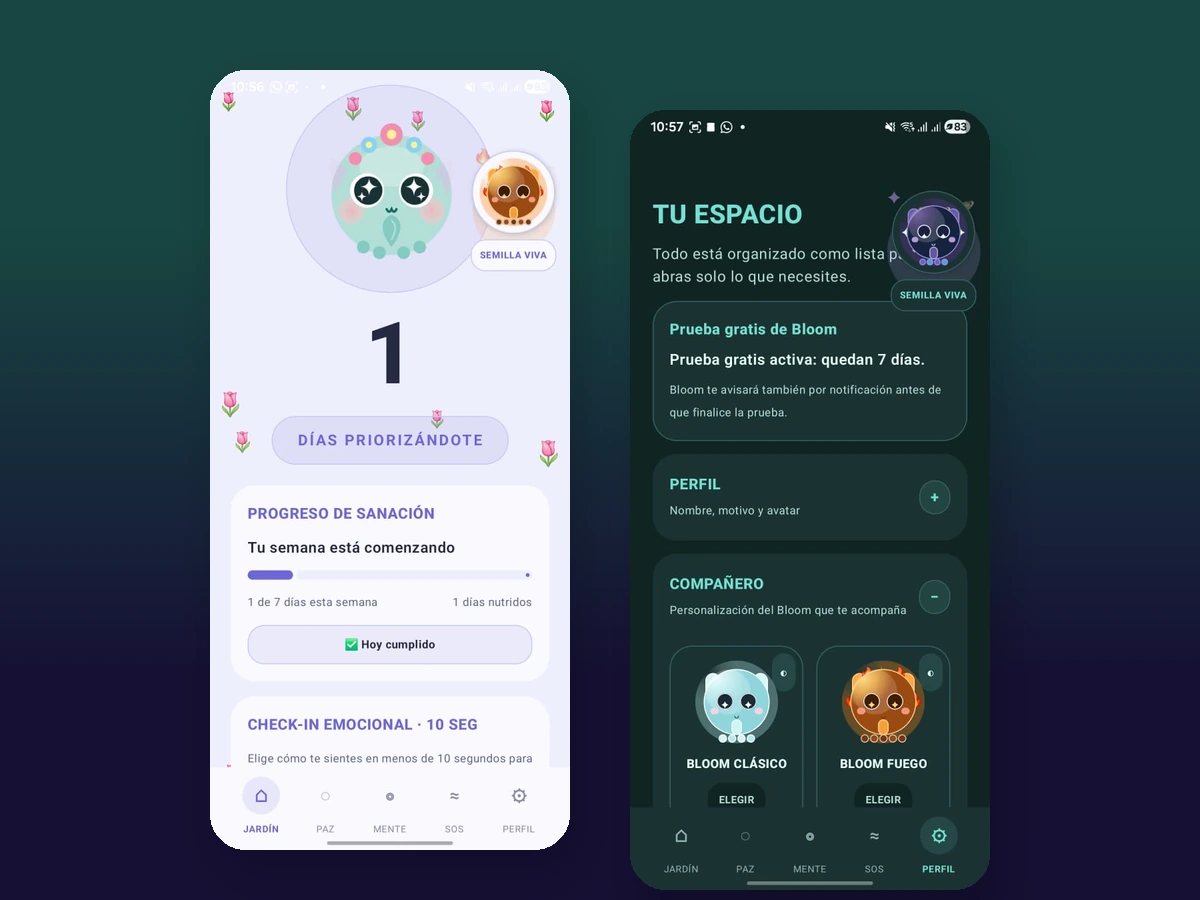 10:56
83
SEMILLA VIVA
1
DÍAS PRIORIZÁNDOTE
PROGRESO DE SANACIÓN
Tu semana está comenzando
1 de 7 días esta semana
1 días nutridos
✅ Hoy cumplido
CHECK-IN EMOCIONAL · 10 SEG
Elige cómo te sientes en menos de 10 segundos para
JARDÍN
PAZ
MENTE
SOS
PERFIL
10:57
83
TU ESPACIO
Todo está organizado como lista
abras solo lo que necesites.
SEMILLA VIVA
Prueba gratis de Bloom
Prueba gratis activa: quedan 7 días.
Bloom te avisará también por notificación antes de
que finalice la prueba.
PERFIL
Nombre, motivo y avatar
+
COMPAÑERO
Personalización del Bloom que te acompaña
−
BLOOM CLÁSICO
BLOOM FUEGO
ELEGIR
ELEGIR
JARDÍN
PAZ
MENTE
SOS
PERFIL